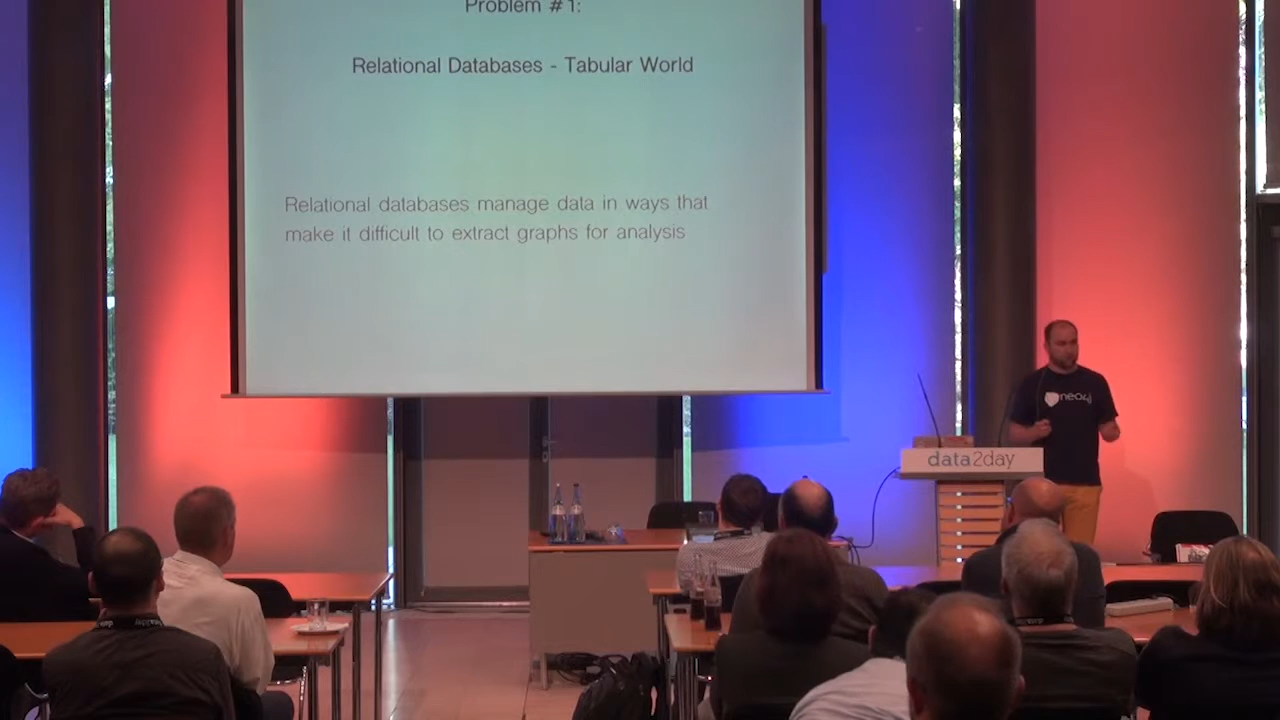 Problem #1:
Relational Databases - Tabular World
Relational databases manage data in ways that
make it difficult to extract graphs for analysis
data2day